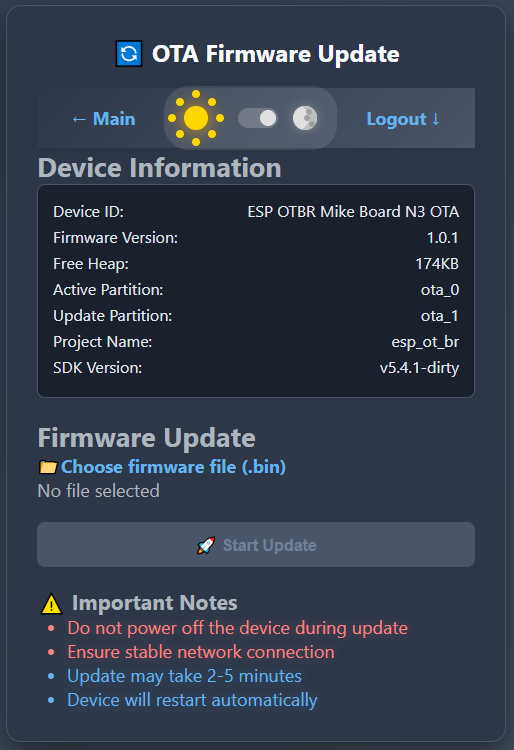 OTA Firmware Update
← Main
Logout ↓
Device Information
Device ID: ESP OTBR Mike Board N3 OTA
Firmware Version: 1.0.1
Free Heap: 174KB
Active Partition: ota_0
Update Partition: ota_1
Project Name: esp_ot_br
SDK Version: v5.4.1-dirty
Firmware Update
Choose firmware file (.bin)
No file selected
Start Update
Important Notes
• Do not power off the device during update
• Ensure stable network connection
• Update may take 2-5 minutes
• Device will restart automatically